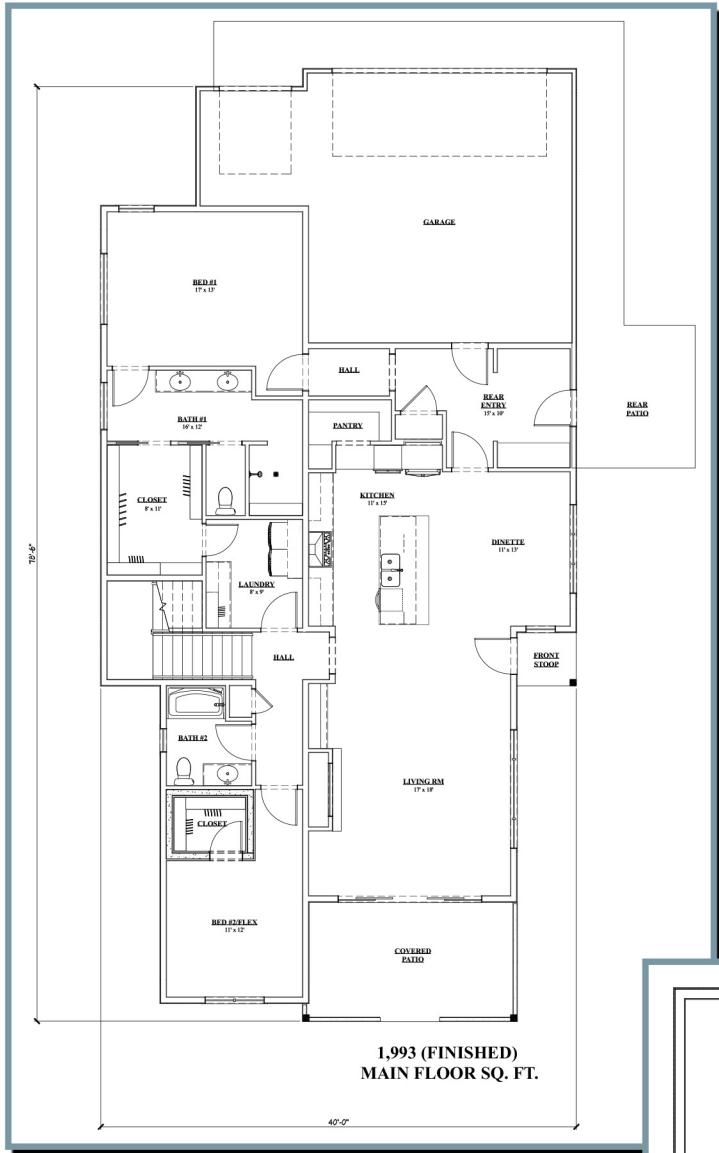 GARAGE
BED #1
17' x 13'
HALL
REAR
ENTRY
15' x 10'
REAR
PATIO
BATH #1
16' x 12'
PANTRY
KITCHEN
11' x 15'
CLOSET
8' x 11'
DINETTE
11' x 13'
78'-6"
LAUNDRY
8' x 9'
HALL
FRONT
STOOP
BATH #2
LIVING RM
17' x 18'
CLOSET
BED #2/FLEX
11' x 12'
COVERED
PATIO
1,993 (FINISHED)
MAIN FLOOR SQ. FT.
40'-0"